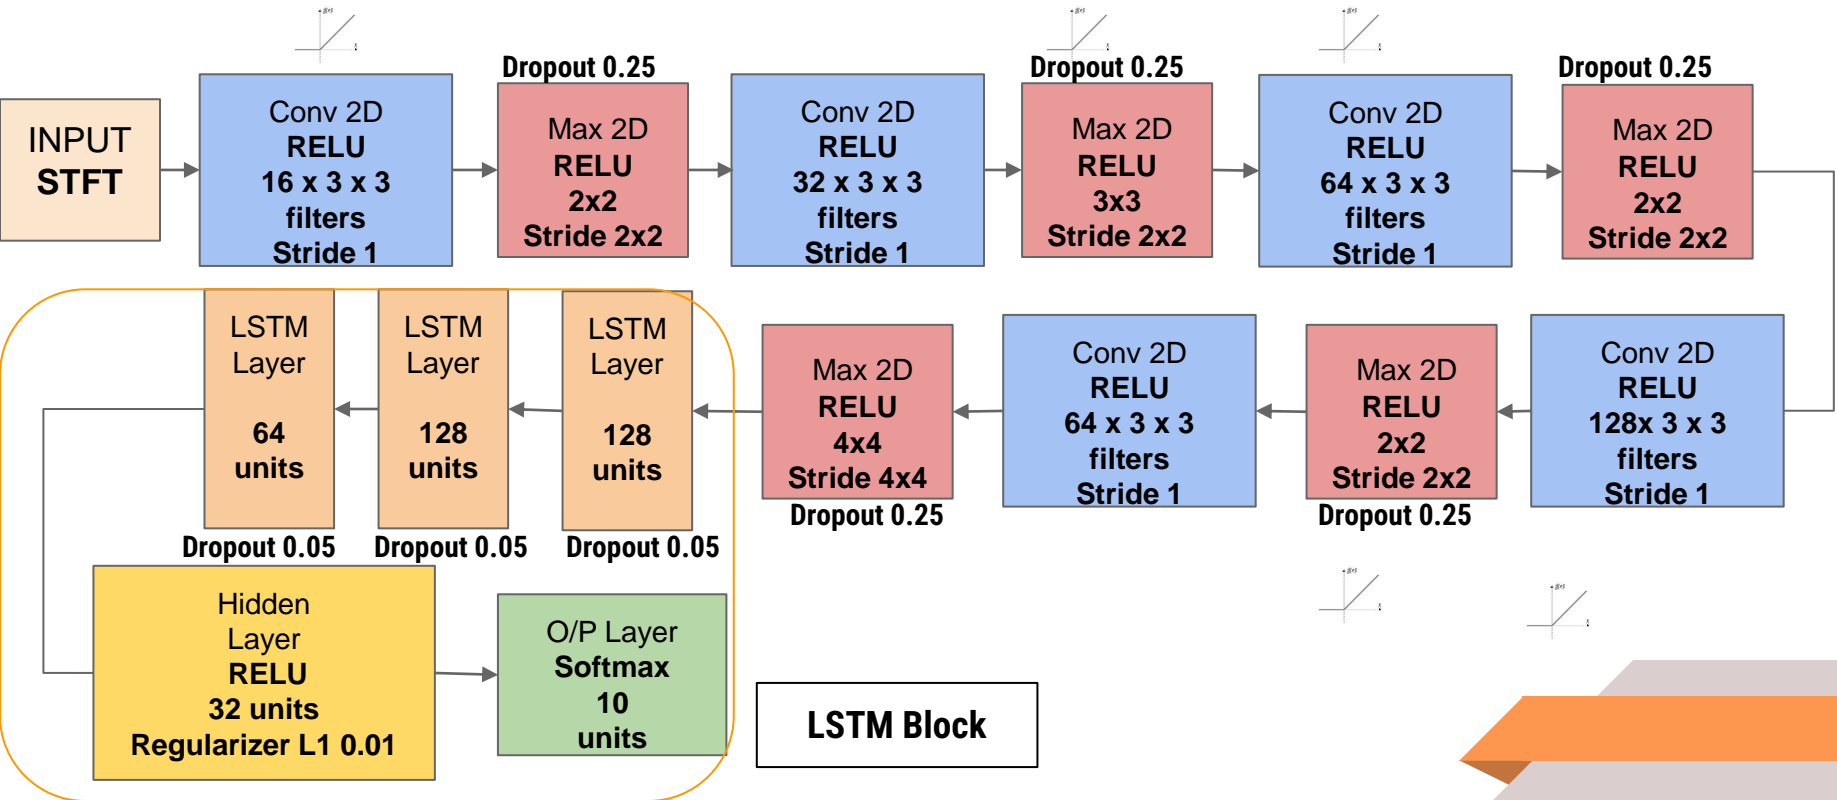 INPUT
STFT
Conv 2D
RELU
16 x 3 x 3
filters
Stride 1
Dropout 0.25
Max 2D
RELU
2x2
Stride 2x2
Conv 2D
RELU
32 x 3 x 3
filters
Stride 1
Dropout 0.25
Max 2D
RELU
3x3
Stride 2x2
Conv 2D
RELU
64 x 3 x 3
filters
Stride 1
Dropout 0.25
Max 2D
RELU
2x2
Stride 2x2
Conv 2D
RELU
128x 3 x 3
filters
Stride 1
Max 2D
RELU
2x2
Stride 2x2
Dropout 0.25
Conv 2D
RELU
64 x 3 x 3
filters
Stride 1
Max 2D
RELU
4x4
Stride 4x4
Dropout 0.25
LSTM
Layer
128
units
Dropout 0.05
LSTM
Layer
128
units
Dropout 0.05
LSTM
Layer
64
units
Dropout 0.05
Hidden
Layer
RELU
32 units
Regularizer L1 0.01
O/P Layer
Softmax
10
units
LSTM Block